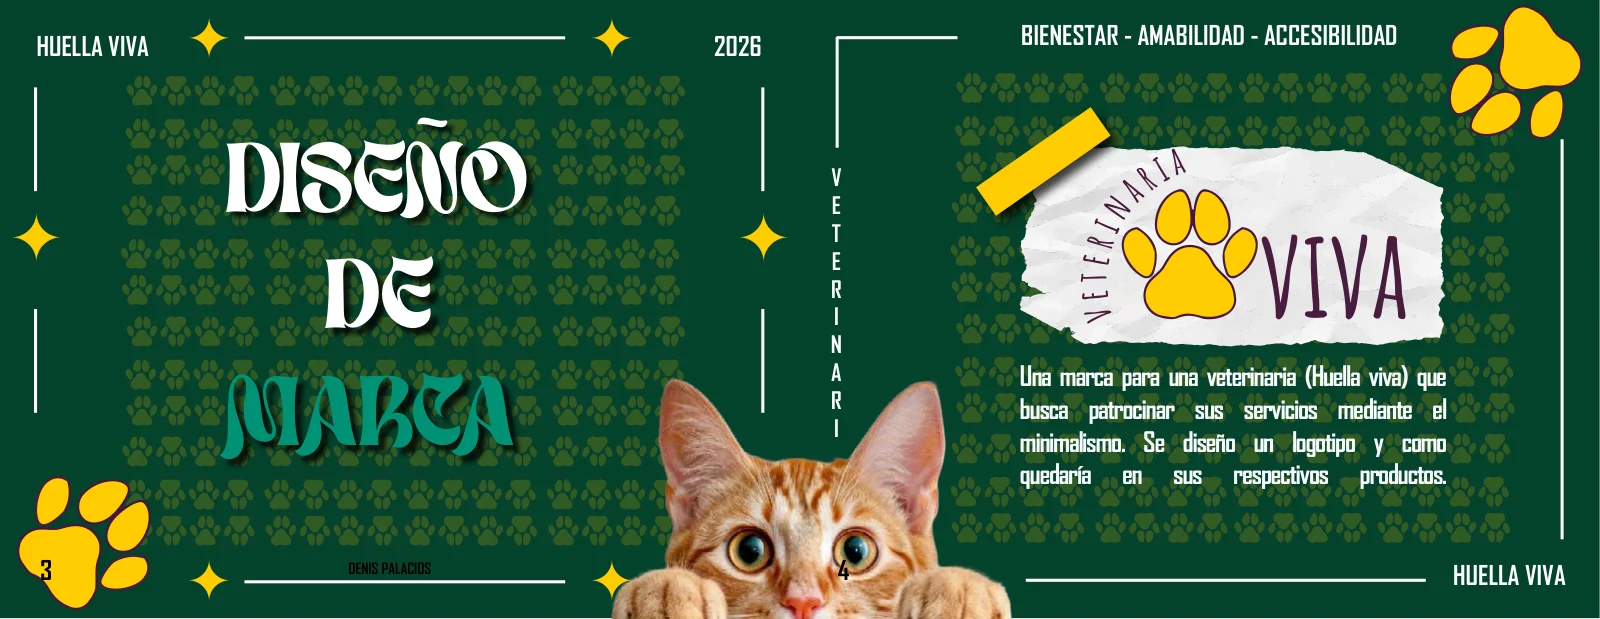 HUELLA VIVA
2026
DISEÑO
DE
MARCA
3
DENIS PALACIOS
VETERINARI
BIENESTAR - AMABILIDAD - ACCESIBILIDAD
VETERINARIA
VIVA
Una marca para una veterinaria (Huella viva) que
busca patrocinar sus servicios mediante el
minimalismo. Se diseño un logotipo y como
quedaría en sus respectivos productos.
4
HUELLA VIVA